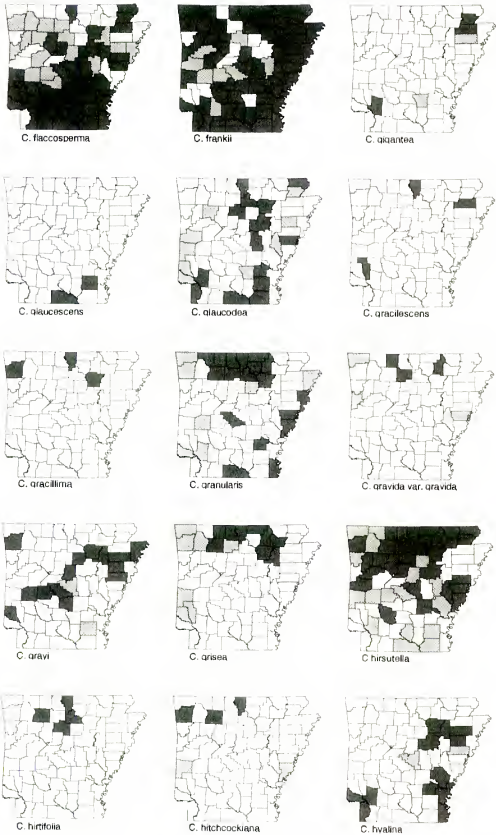 C. flaccosperma
C. frankii
C. gigantea
C. glaucescens
C. glaucodea
C. gracilescens
C. gracillima
C. granularis
C. gravida var. gravida
C. grayi
C. grisea
C hirsutella
C. hirtifolia
C. hitchcockiana
C. hyalina